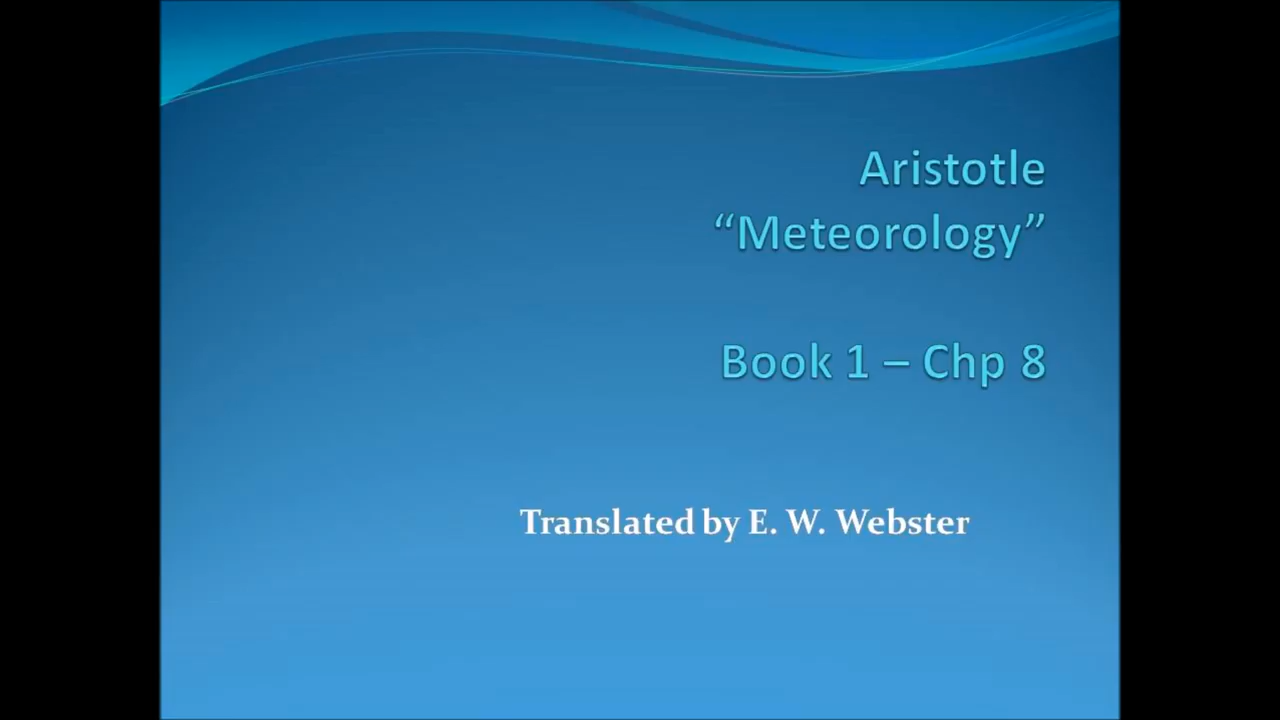 Aristotle
“Meteorology”
Book 1 – Chp 8
Translated by E. W. Webster